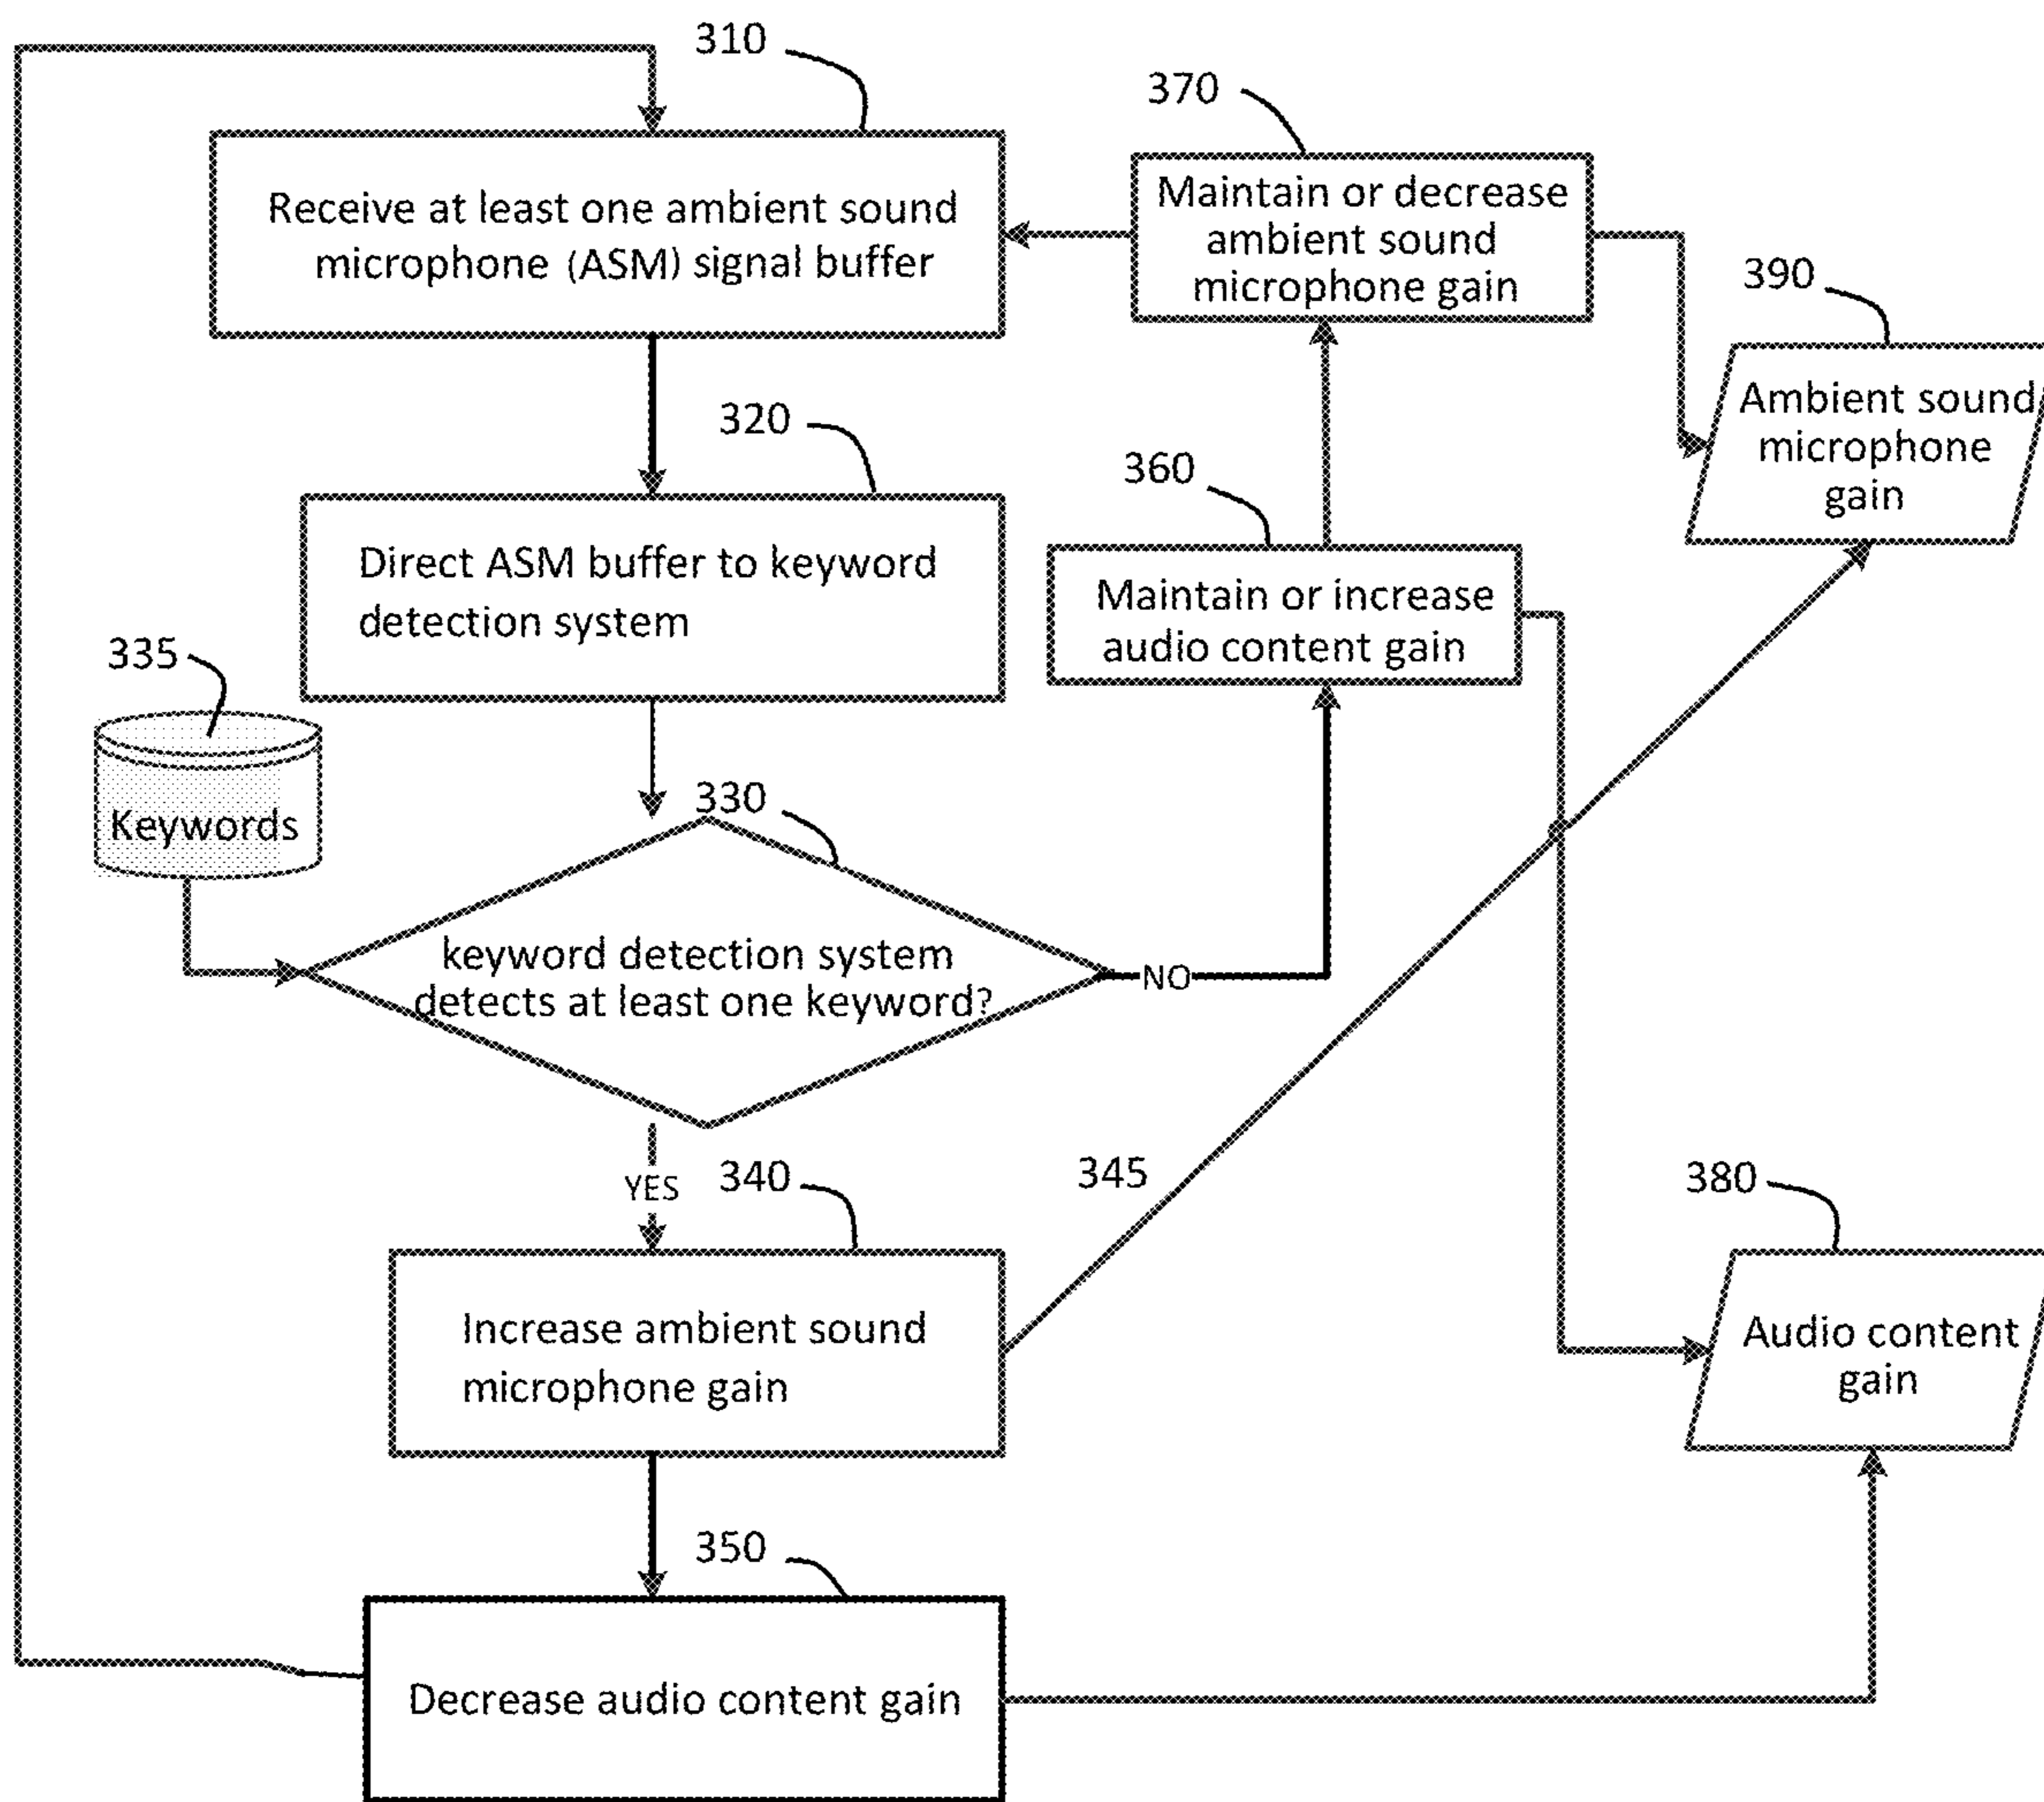 310
Receive at least one ambient sound
microphone (ASM) signal buffer
370
Maintain or decrease
ambient sound
microphone gain
390
Ambient sound
microphone
gain
320
Direct ASM buffer to keyword
detection system
360
Maintain or increase
audio content gain
335
Keywords
330
keyword detection system
detects at least one keyword?
NO
YES
340
Increase ambient sound
microphone gain
345
380
Audio content
gain
350
Decrease audio content gain